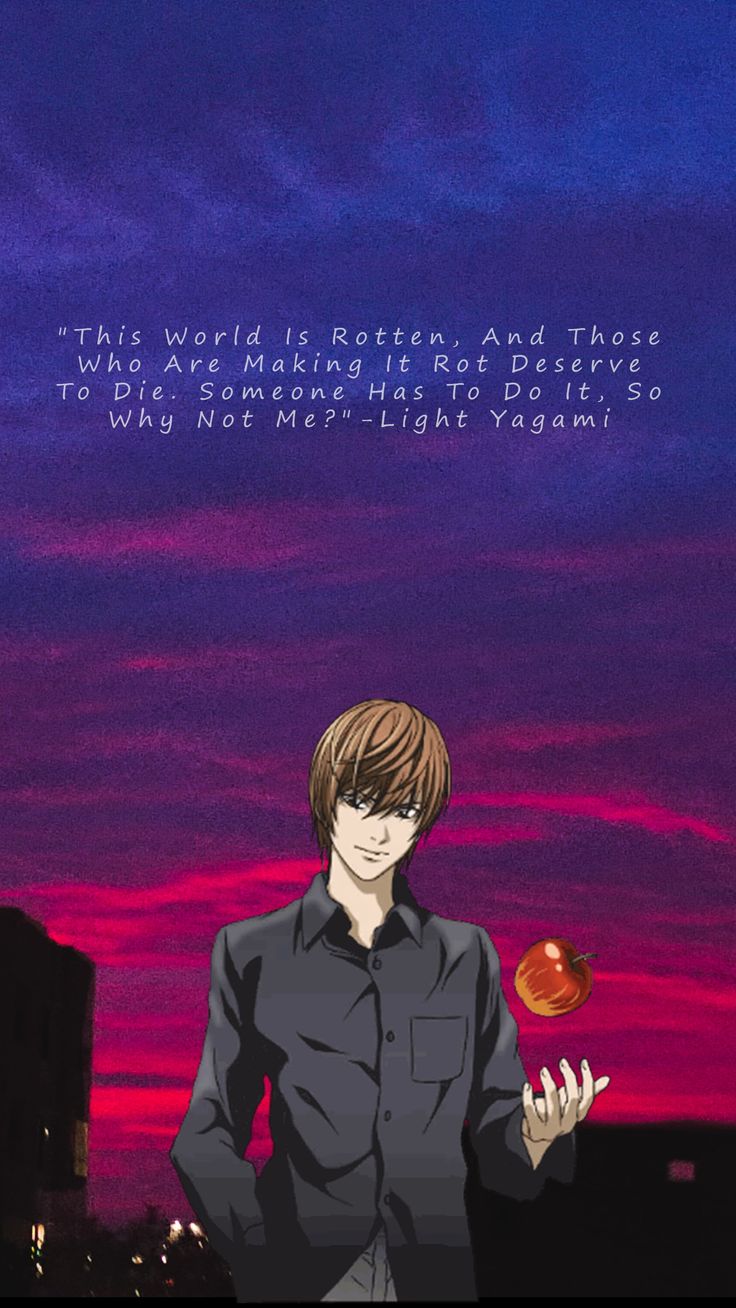 "This World Is Rotten, And Those
Who Are Making It Rot Deserve
To Die. Someone Has To Do It, So
Why Not Me?"-Light Yagami